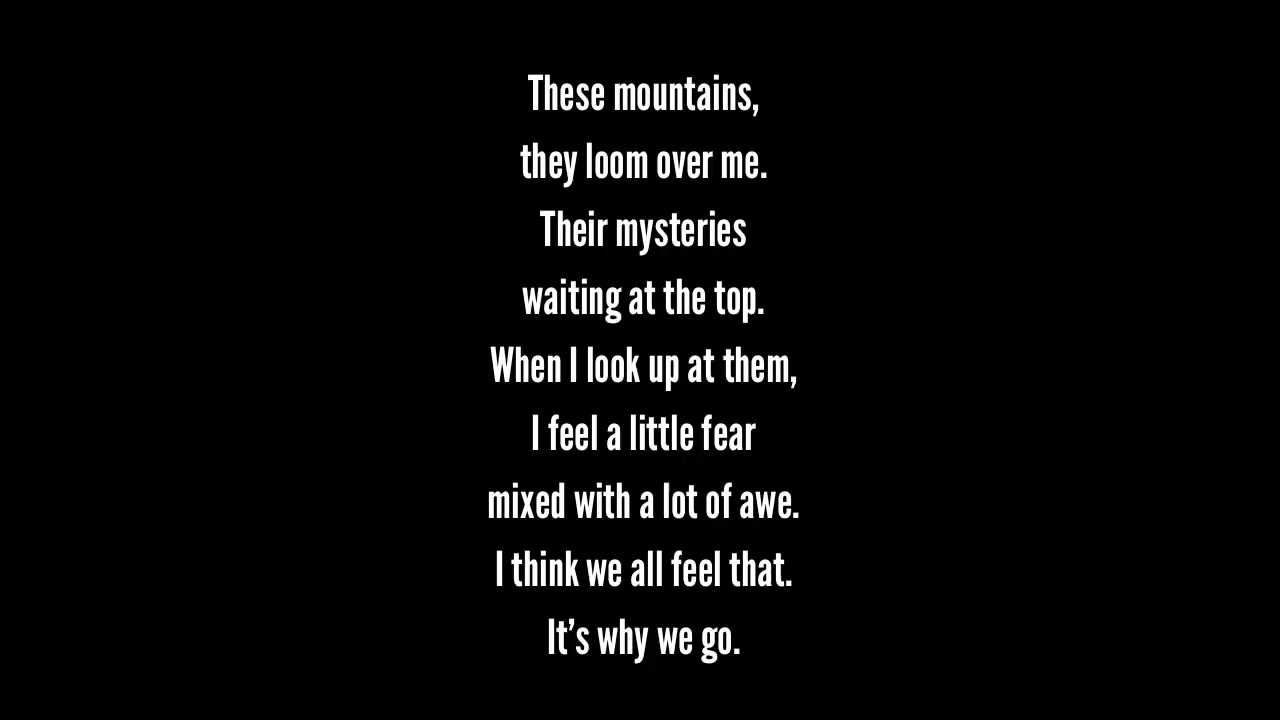 These mountains,
they loom over me.
Their mysteries
waiting at the top.
When I look up at them,
I feel a little fear
mixed with a lot of awe.
I think we all feel that.
It’s why we go.